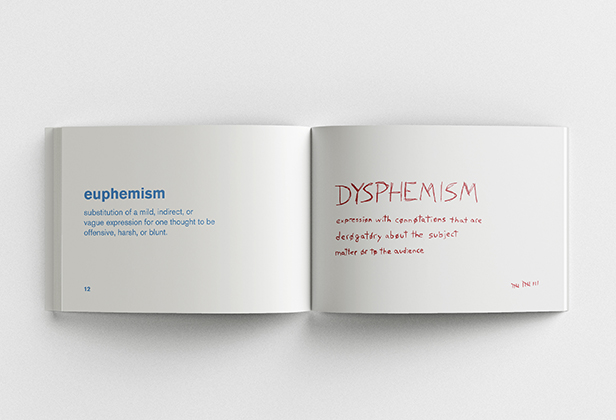 euphemism
substitution of a mild, indirect, or
vague expression for one thought to be
offensive, harsh, or blunt.
12
DYSPHEMISM
expression with connotations that are
derogatory about the subject
matter or to the audience